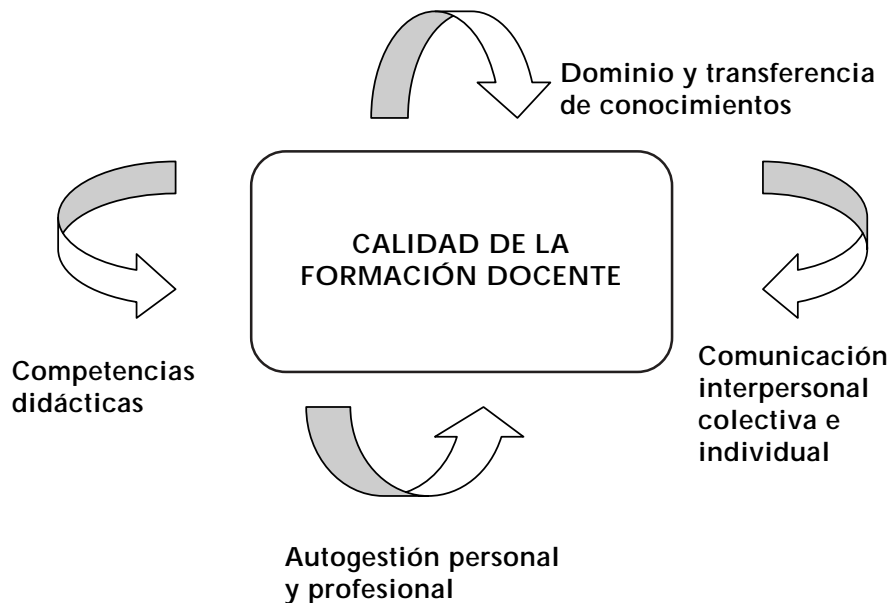 Dominio y transferencia
de conocimientos
CALIDAD DE LA
FORMACIÓN DOCENTE
Competencias
didácticas
Comunicación
interpersonal
colectiva e
individual
Autogestión personal
y profesional